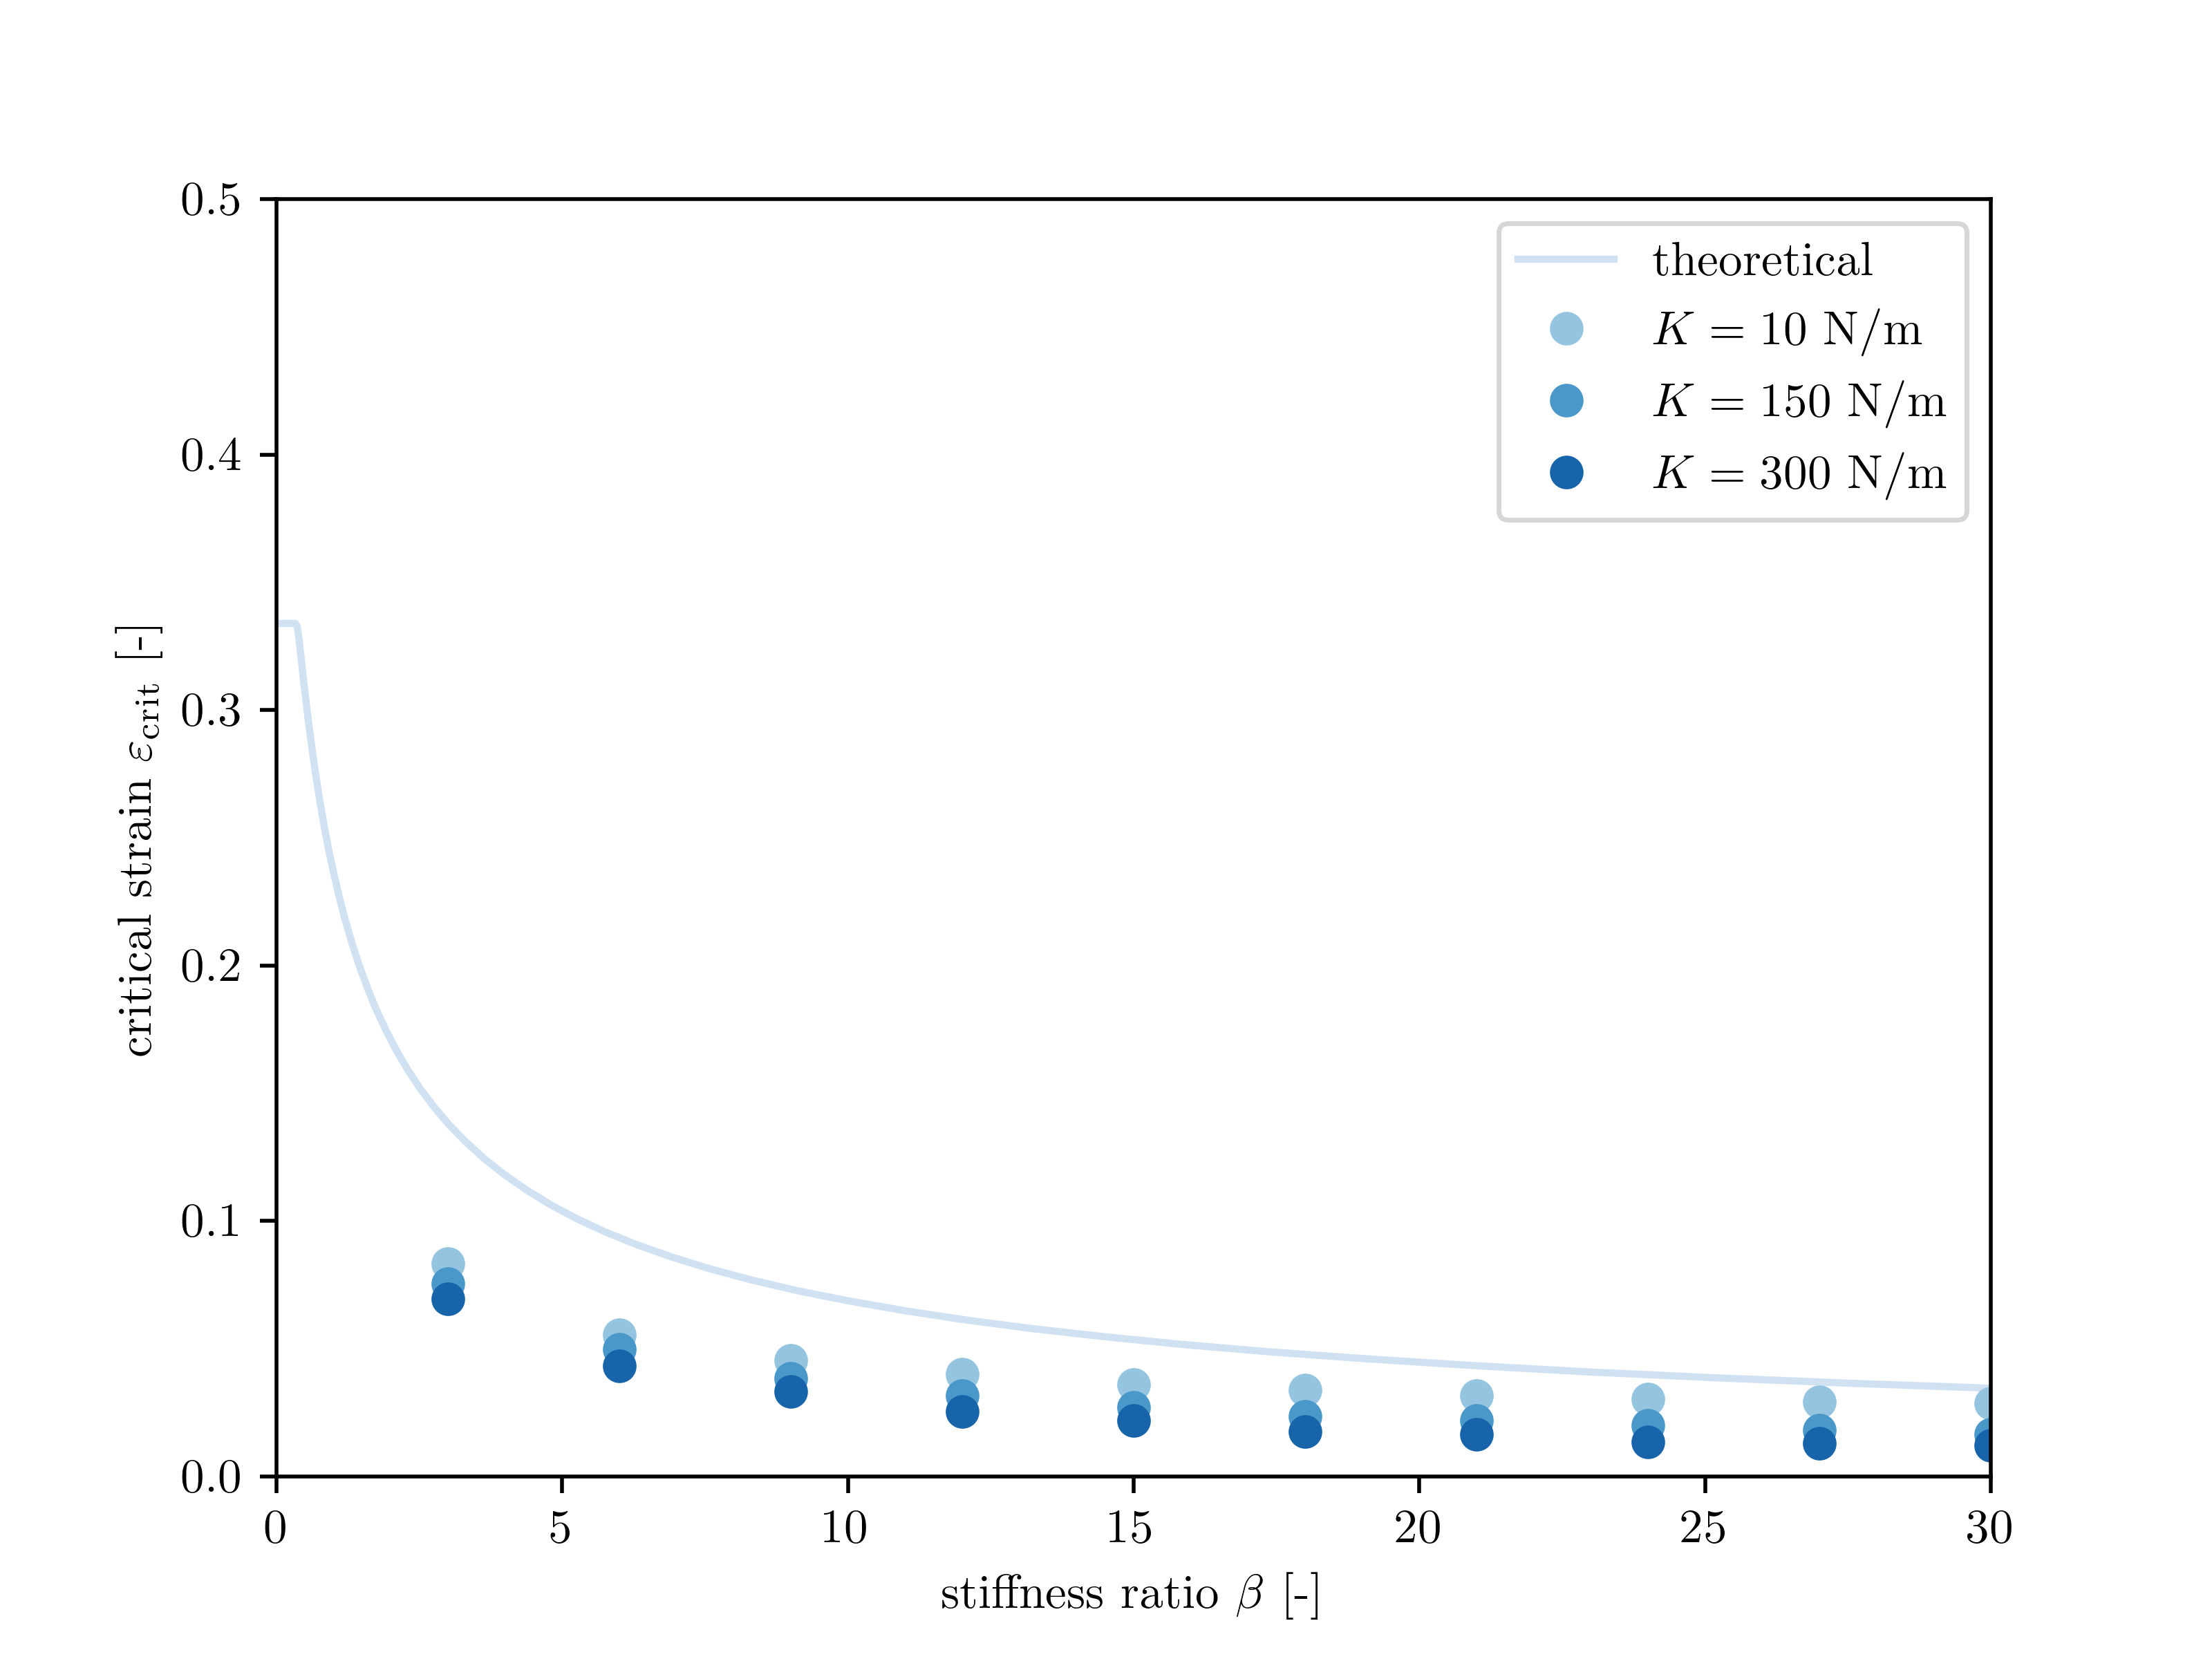 0.5
0.4
0.3
0.2
0.1
0.0
critical strain ε_crit [-]
theoretical
K = 10 N/m
K = 150 N/m
K = 300 N/m
0 5 10 15 20 25 30
stiffness ratio β [-]